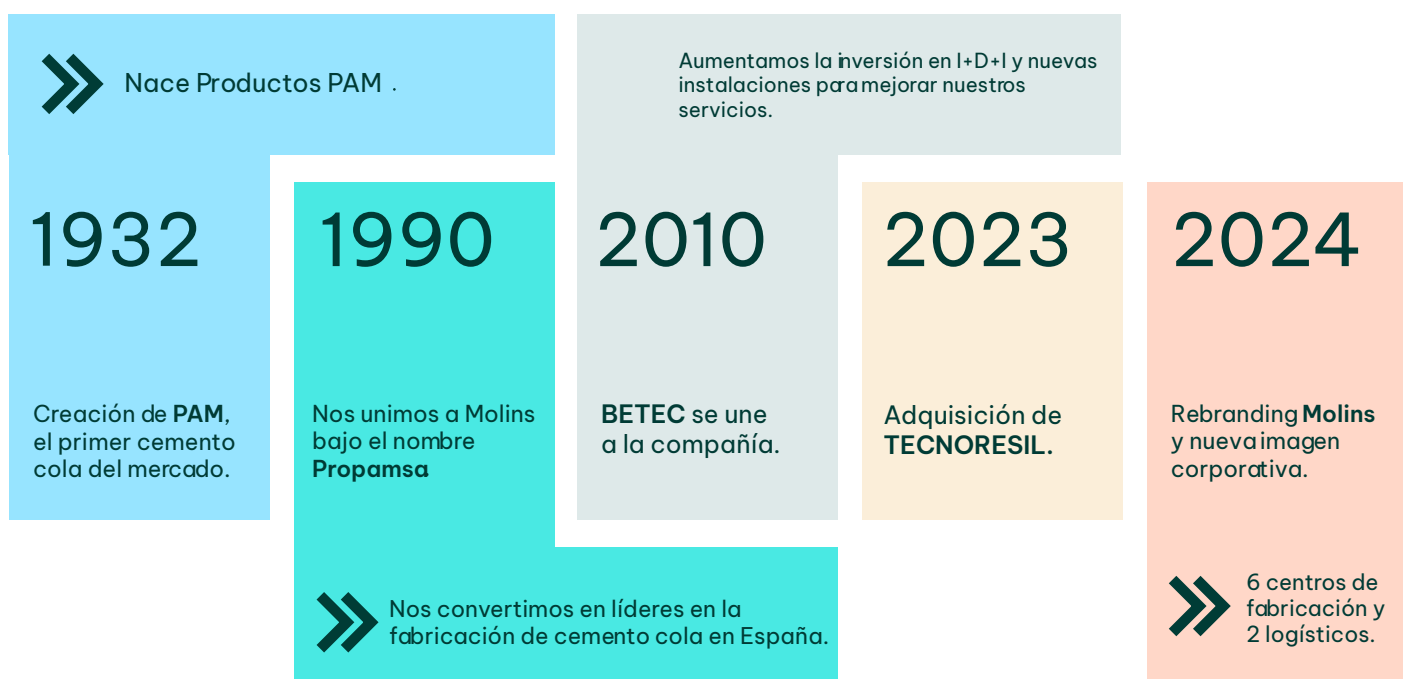 Nace Productos PAM .
1932
Creación de PAM,
el primer cemento
cola del mercado.
1990
Nos unimos a Molins
bajo el nombre
Propamsa.
Nos convertimos en líderes en la
fabricación de cemento cola en España.
Aumentamos la inversión en I+D+I y nuevas
instalaciones para mejorar nuestros
servicios.
2010
BETEC se une
a la compañía.
2023
Adquisición de
TECNORESIL.
2024
Rebranding Molins
y nueva imagen
corporativa.
6 centros de
fabricación y
2 logísticos.